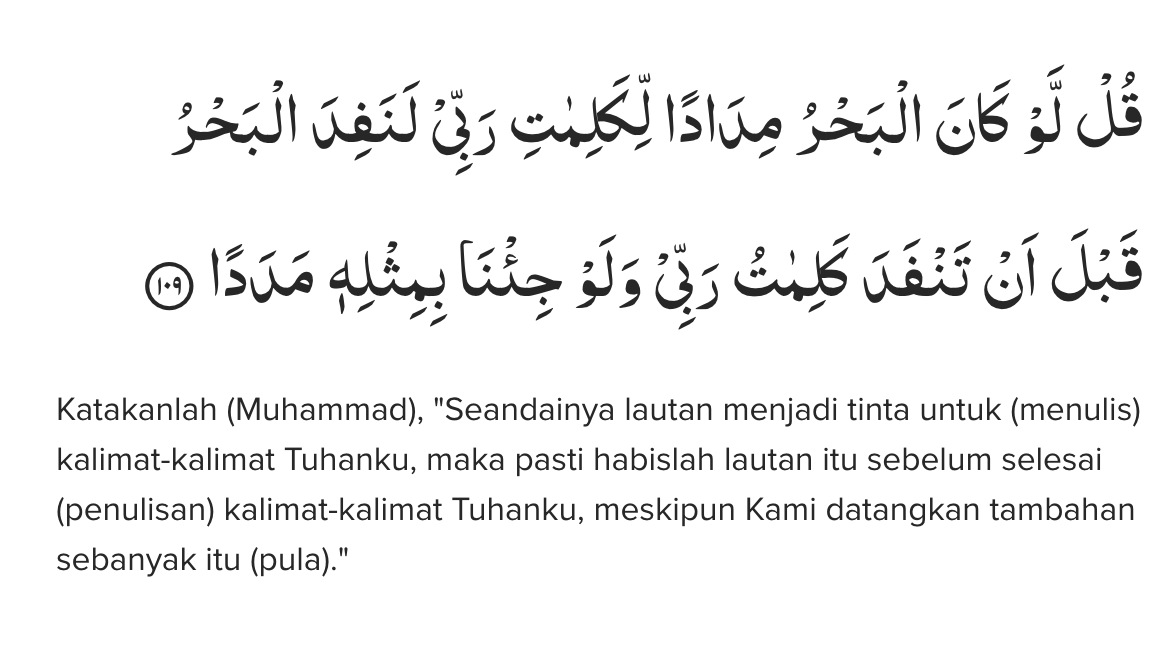 قُلْ لَّوْ كَانَ الْبَحْرُ مِدَادًا لِّكَلِمٰتِ رَبِّيْ لَنَفِدَ الْبَحْرُ
قَبْلَ اَنْ تَنْفَدَ كَلِمٰتُ رَبِّيْ وَلَوْ جِئْنَا بِمِثْلِهٖ مَدَدًا ١٠٩
Katakanlah (Muhammad), "Seandainya lautan menjadi tinta untuk (menulis)
kalimat-kalimat Tuhanku, maka pasti habislah lautan itu sebelum selesai
(penulisan) kalimat-kalimat Tuhanku, meskipun Kami datangkan tambahan
sebanyak itu (pula)."